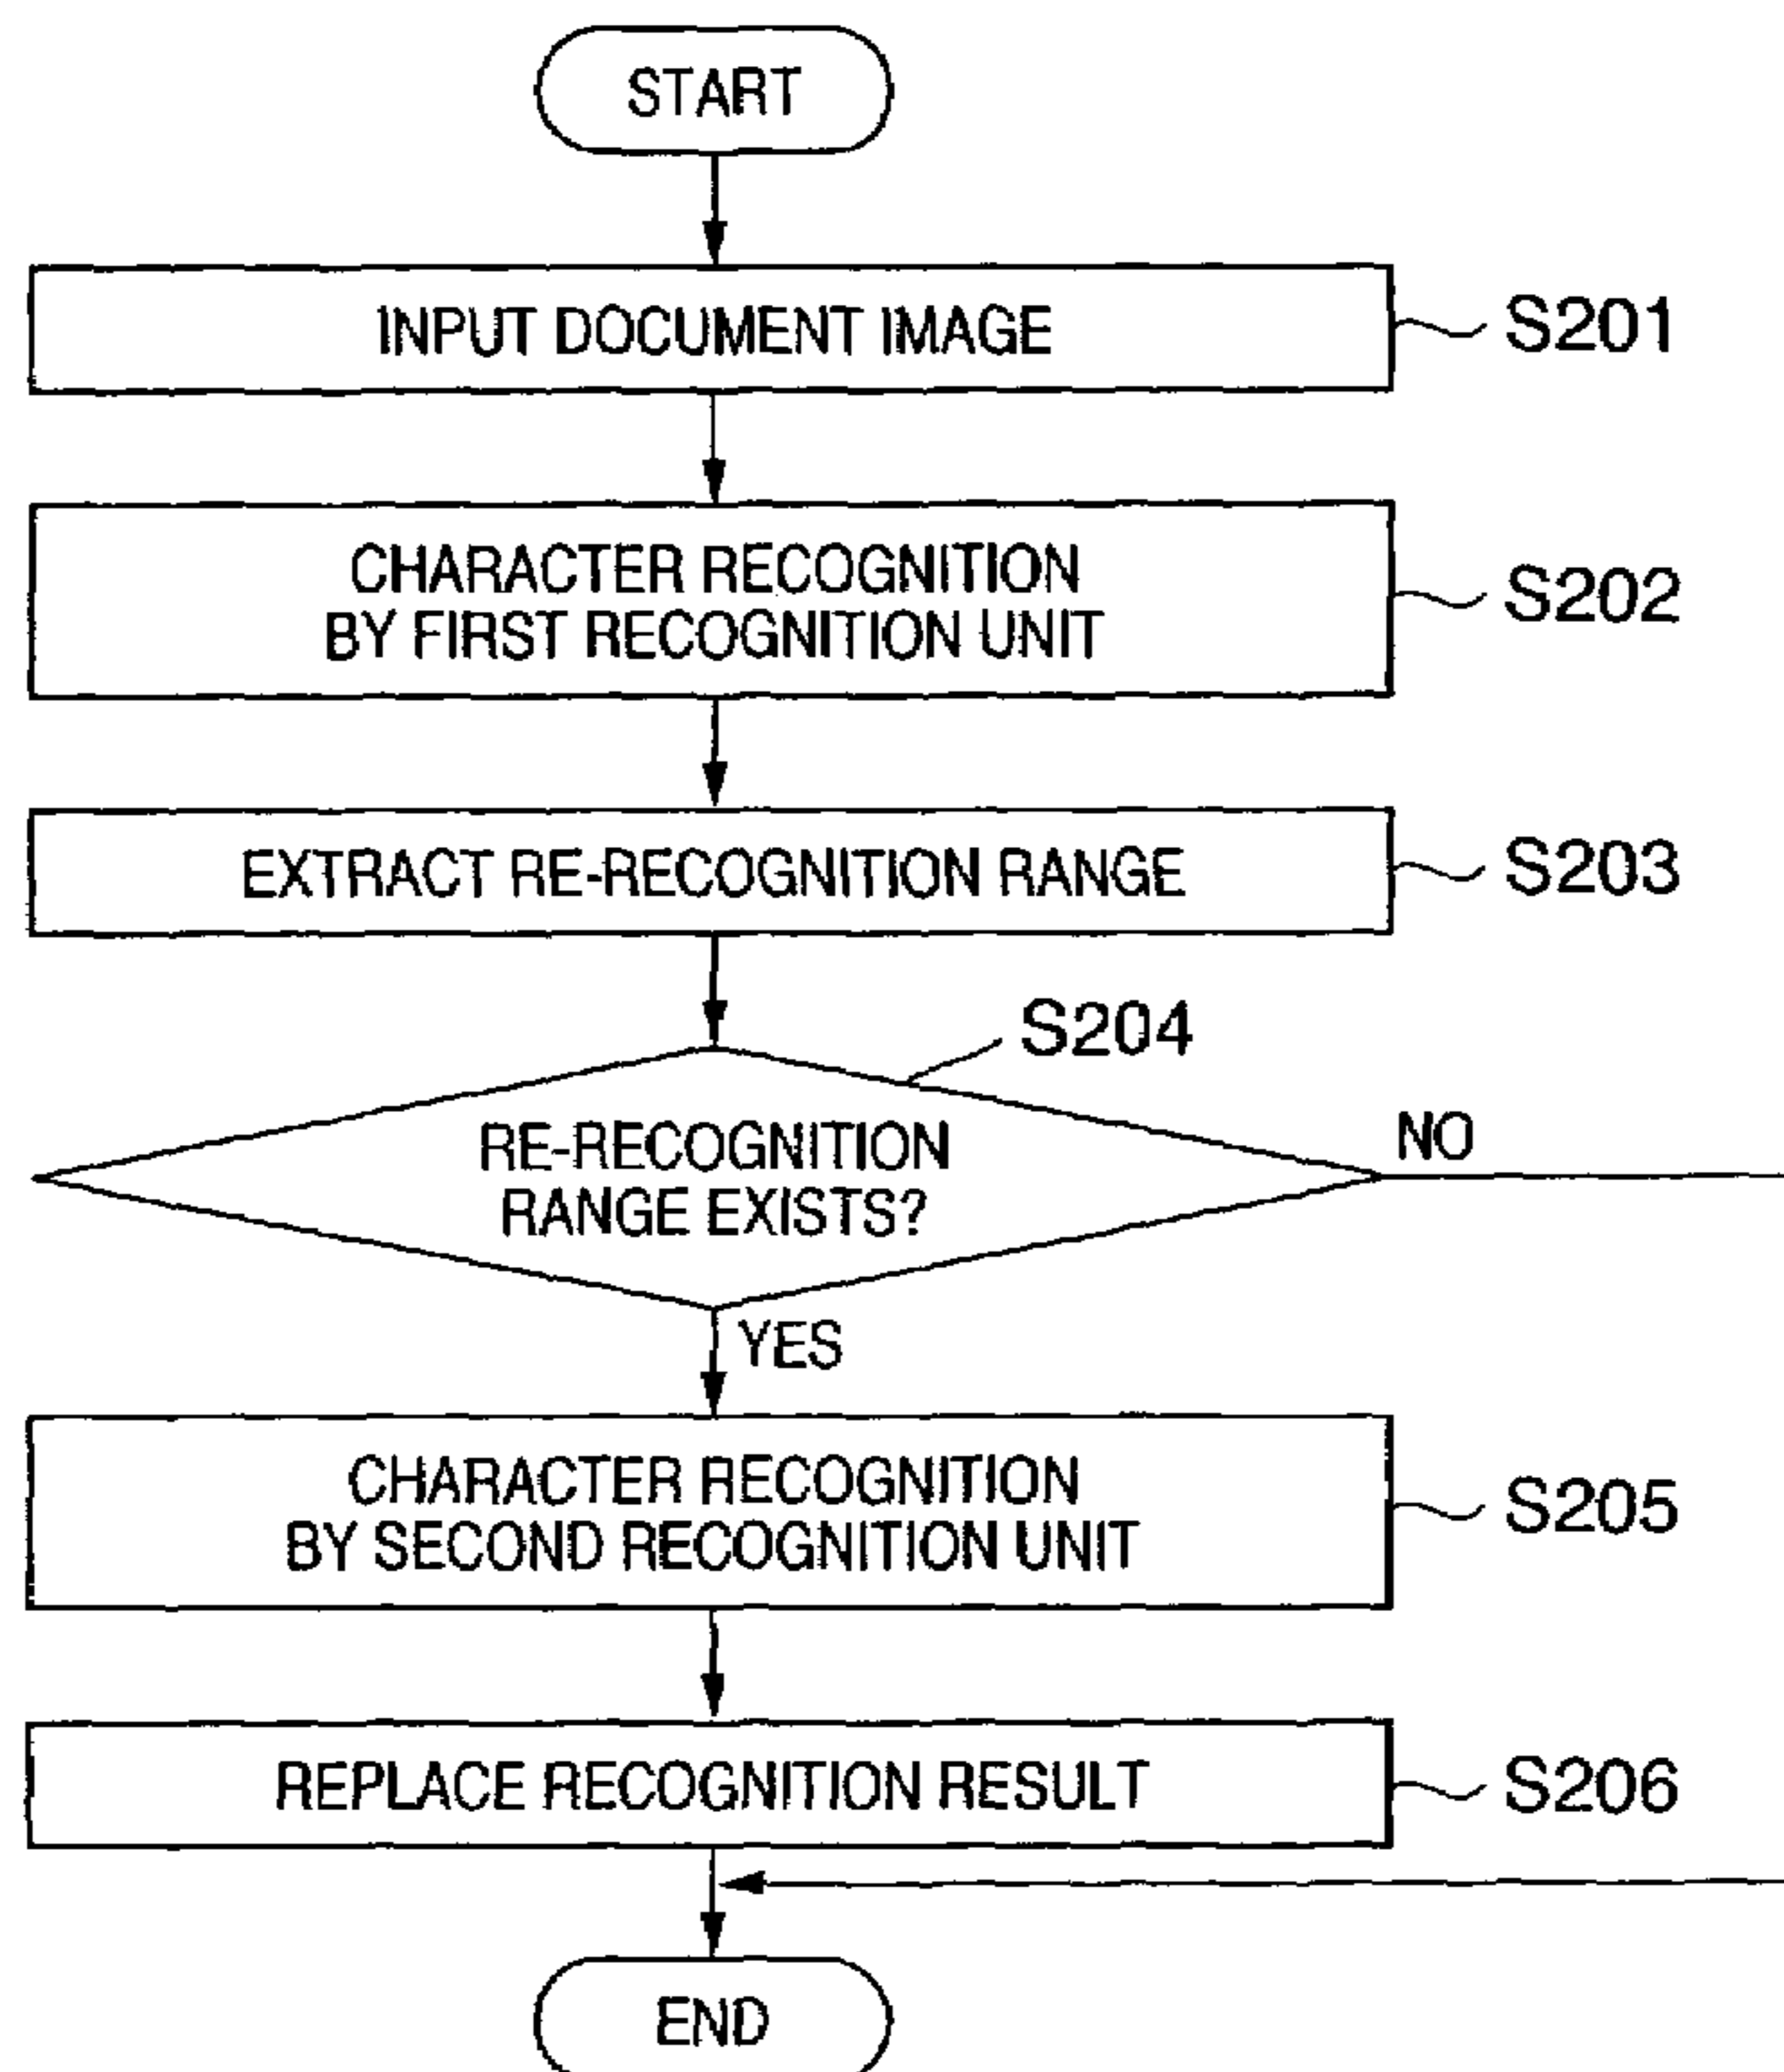 START
INPUT DOCUMENT IMAGE
S201
CHARACTER RECOGNITION
BY FIRST RECOGNITION UNIT
S202
EXTRACT RE-RECOGNITION RANGE
S203
S204
RE-RECOGNITION
RANGE EXISTS?
NO
YES
CHARACTER RECOGNITION
BY SECOND RECOGNITION UNIT
S205
REPLACE RECOGNITION RESULT
S206
END